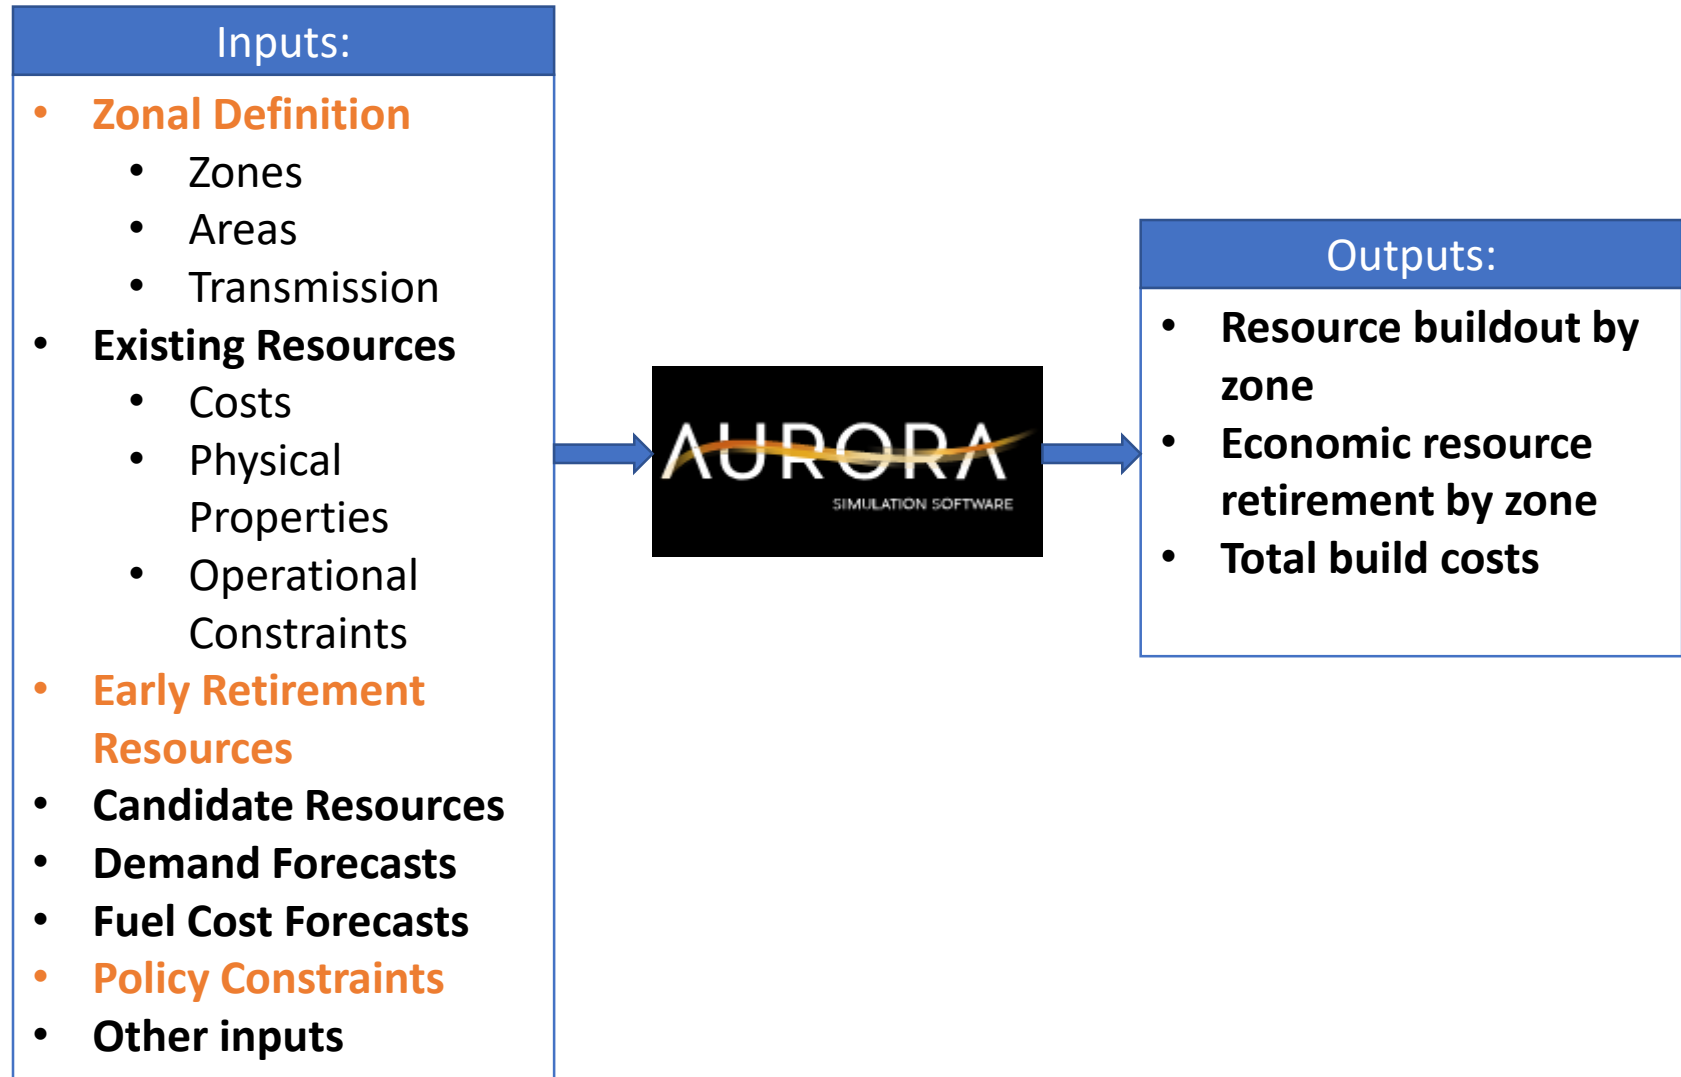 Inputs:
• Zonal Definition
• Zones
• Areas
• Transmission
• Existing Resources
• Costs
• Physical
Properties
• Operational
Constraints
• Early Retirement
Resources
• Candidate Resources
• Demand Forecasts
• Fuel Cost Forecasts
• Policy Constraints
• Other inputs
AURORA
SIMULATION SOFTWARE
Outputs:
• Resource buildout by
zone
• Economic resource
retirement by zone
• Total build costs